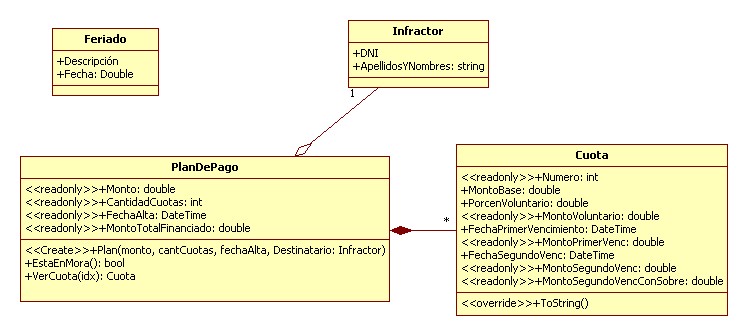 Feriado
+Descripción
+Fecha: Double
Infractor
+DNI
+ApellidosYNombres: string
1
PlanDePago
<<readonly>>+Monto: double
<<readonly>>+CantidadCuotas: int
<<readonly>>+FechaAlta: DateTime
<<readonly>>+MontoTotalFinanciado: double
<<Create>>+Plan(monto, cantCuotas, fechaAlta, Destinatario: Infractor)
+EstaEnMora(): bool
+VerCuota(idx): Cuota
*
Cuota
<<readonly>>+Numero: int
+MontoBase: double
+PorcenVoluntario: double
<<readonly>>+MontoVoluntario: double
+FechaPrimerVencimiento: DateTime
<<readonly>>+MontoPrimerVenc: double
+FechaSegundoVenc: DateTime
<<readonly>>+MontoSegundoVenc: double
<<readonly>>+MontoSegundoVencConSobre: double
<<override>>+ToString()